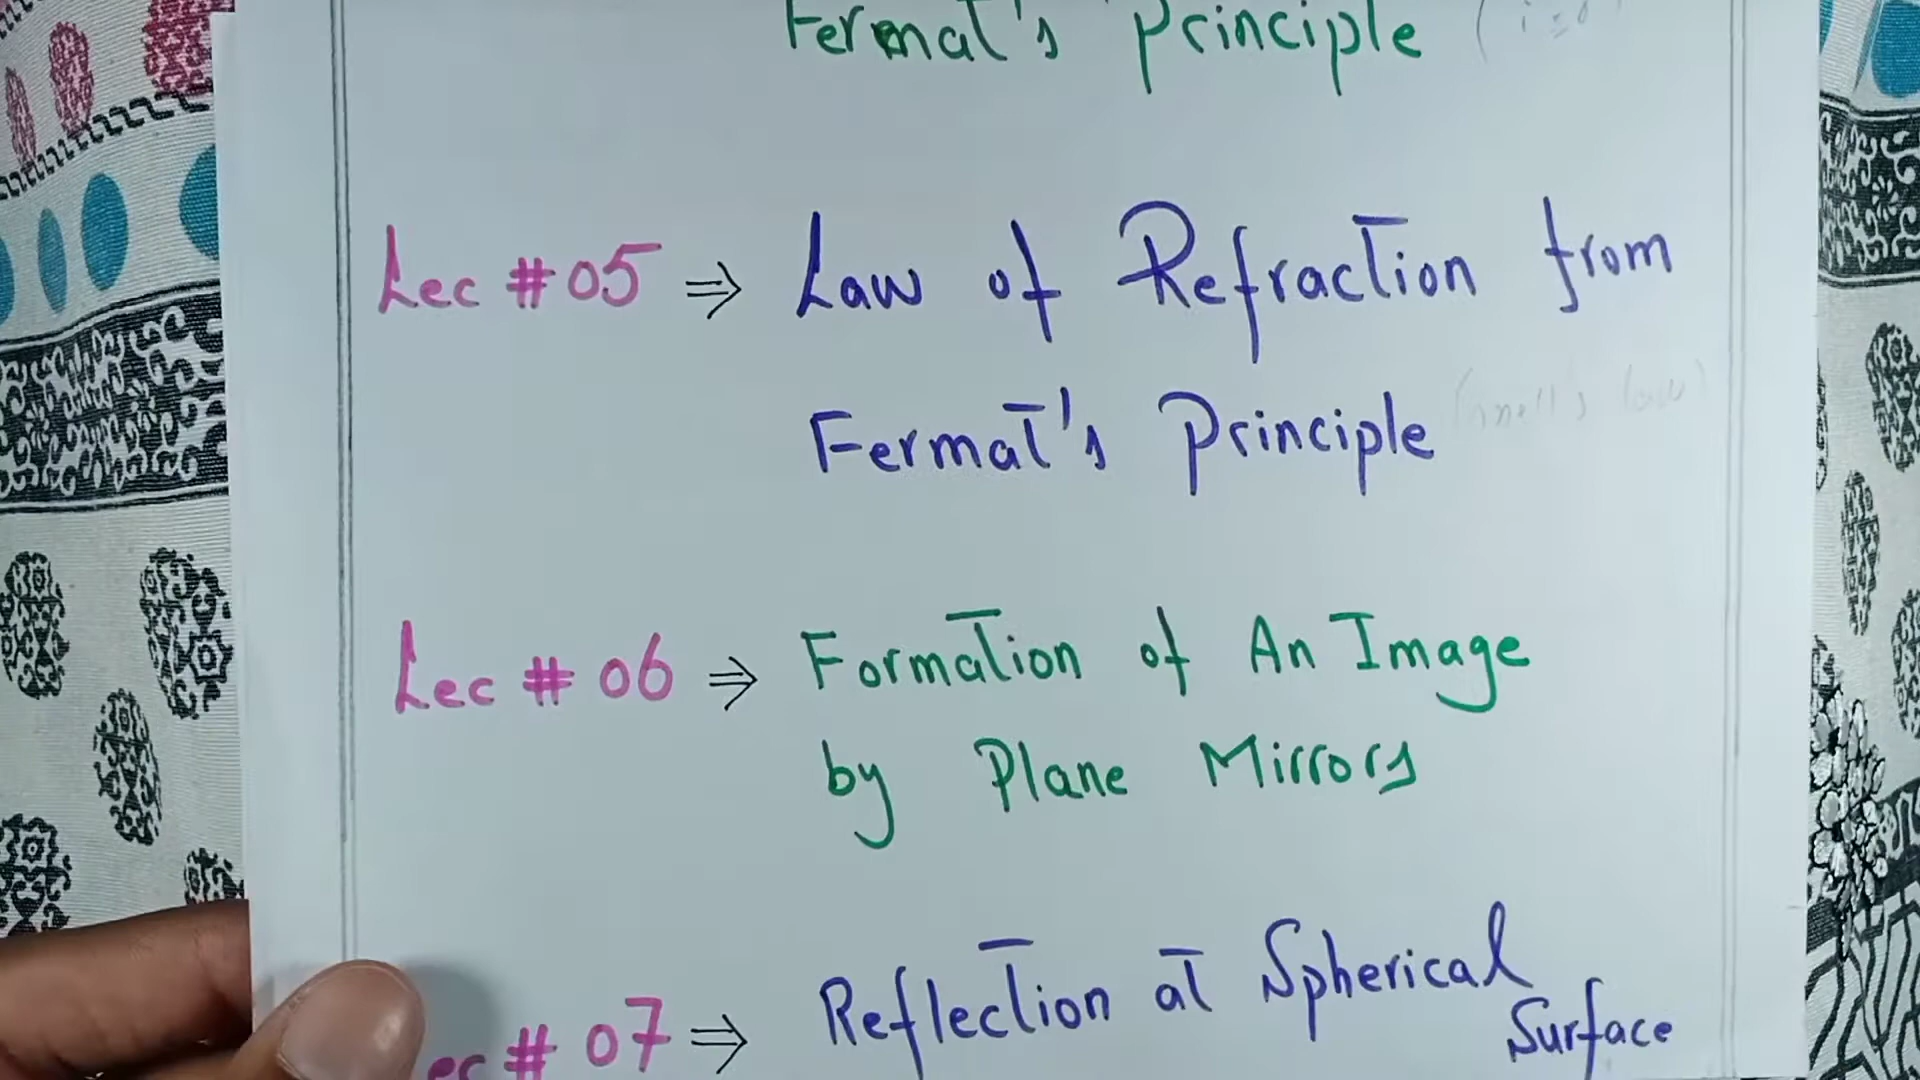 Fermat's Principle
Lec # 05 ⇒ Law of Refraction from
Fermat's Principle
Lec # 06 ⇒ Formation of An Image
by Plane Mirrors
Lec # 07 ⇒ Reflection at Spherical
Surface